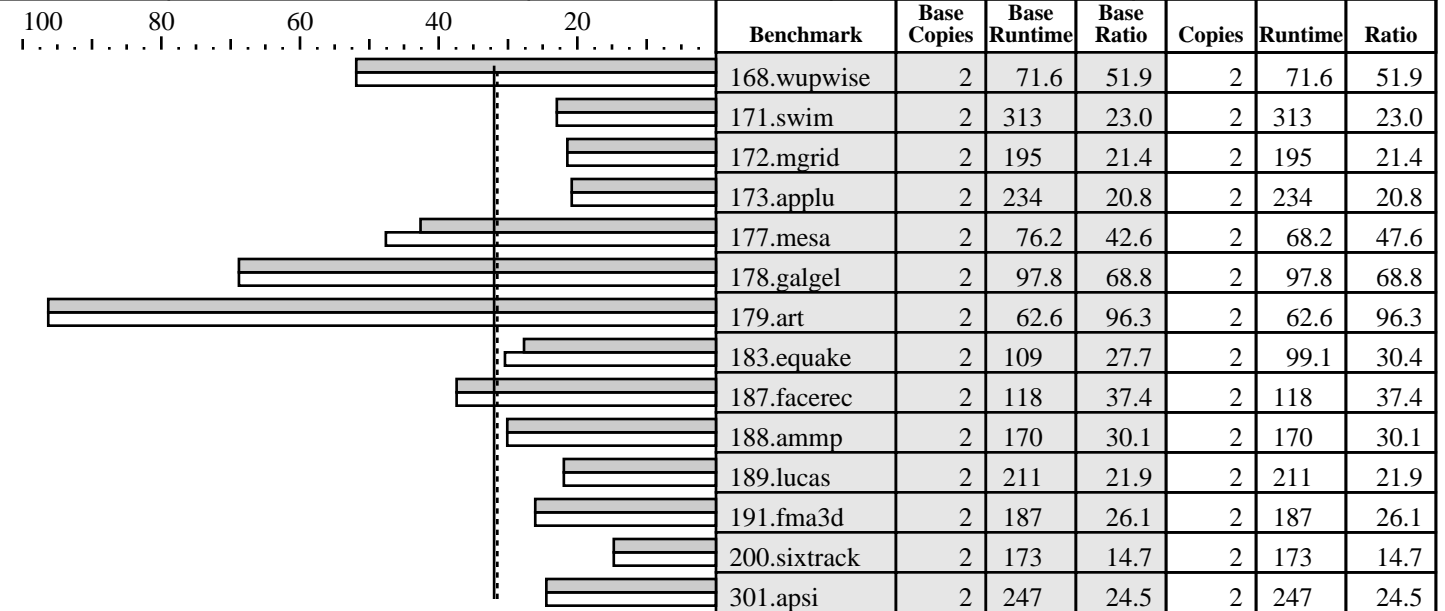 100 80 60 40 20
Benchmark Base Copies Base Runtime Base Ratio Copies Runtime Ratio
168.wupwise 2 71.6 51.9 2 71.6 51.9
171.swim 2 313 23.0 2 313 23.0
172.mgrid 2 195 21.4 2 195 21.4
173.applu 2 234 20.8 2 234 20.8
177.mesa 2 76.2 42.6 2 68.2 47.6
178.galgel 2 97.8 68.8 2 97.8 68.8
179.art 2 62.6 96.3 2 62.6 96.3
183.equake 2 109 27.7 2 99.1 30.4
187.facerec 2 118 37.4 2 118 37.4
188.ammp 2 170 30.1 2 170 30.1
189.lucas 2 211 21.9 2 211 21.9
191.fma3d 2 187 26.1 2 187 26.1
200.sixtrack 2 173 14.7 2 173 14.7
301.apsi 2 247 24.5 2 247 24.5